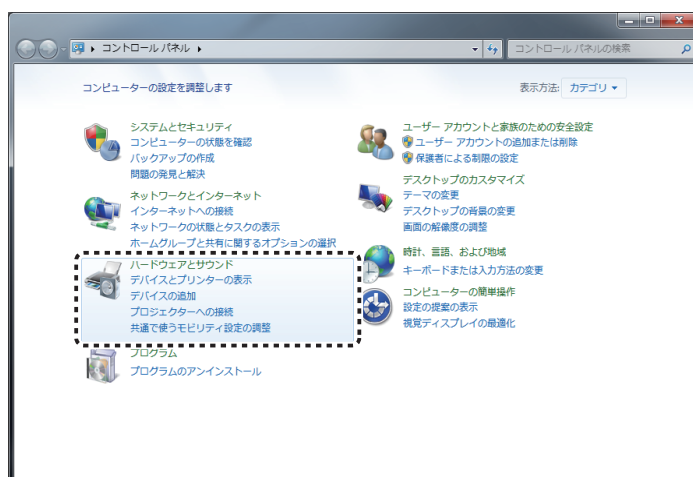 コントロール パネル
コントロール パネルの検索
コンピューターの設定を調整します
表示方法: カテゴリ
システムとセキュリティ
コンピューターの状態を確認
バックアップの作成
問題の発見と解決
ネットワークとインターネット
インターネットへの接続
ネットワークの状態とタスクの表示
ホームグループと共有に関するオプションの選択
ハードウェアとサウンド
デバイスとプリンターの表示
デバイスの追加
プロジェクターへの接続
共通で使うモビリティ設定の調整
プログラム
プログラムのアンインストール
ユーザー アカウントと家族のための安全設定
ユーザー アカウントの追加または削除
保護者による制限の設定
デスクトップのカスタマイズ
テーマの変更
デスクトップの背景の変更
画面の解像度の調整
時計、言語、および地域
キーボードまたは入力方法の変更
コンピューターの簡単操作
設定の提案の表示
視覚ディスプレイの最適化